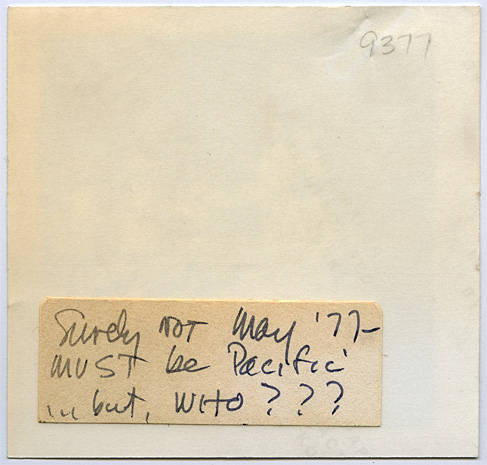 9377
Surely NOT May '77-
MUST be Pacific
... but, WHO ? ? ?